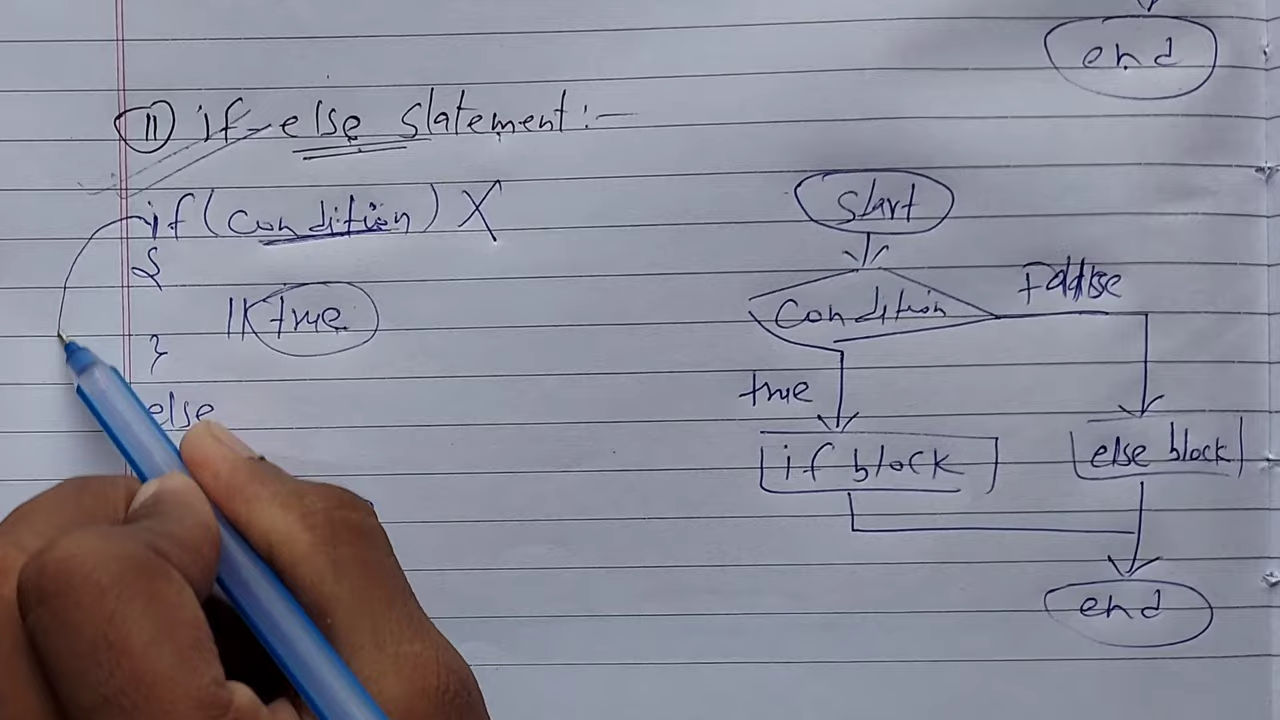 end
(11) if-else statement:-
if(condition) X
{
//true
}
else
start
condition
False
true
if block
else block
end